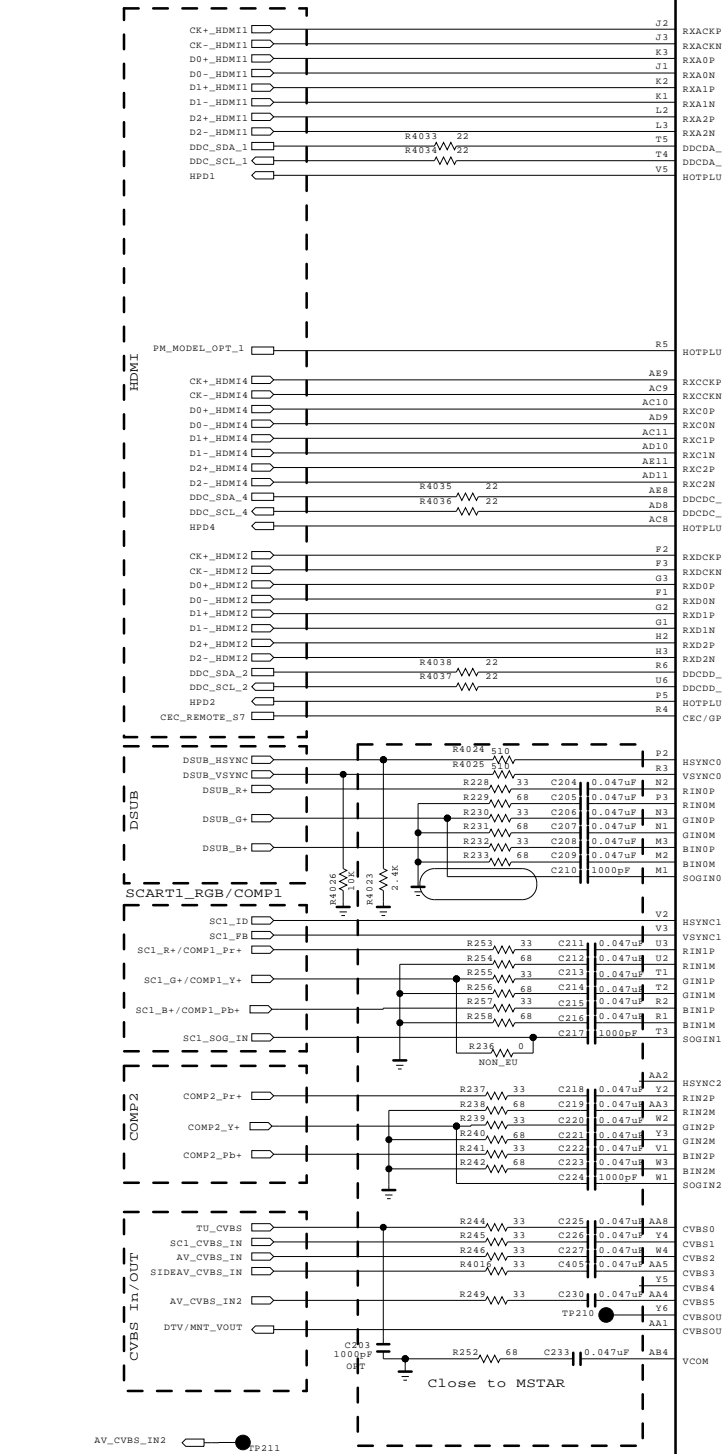 CK+_HDMI1 J2 RXACKP
CK-_HDMI1 J3 RXACKN
D0+_HDMI1 K3 RXA0P
D0-_HDMI1 J1 RXA0N
D1+_HDMI1 K2 RXA1P
D1-_HDMI1 K1 RXA1N
D2+_HDMI1 L2 RXA2P
D2-_HDMI1 L3 RXA2N
DDC_SDA_1 R4033 22 T5 DDCDA_
DDC_SCL_1 R4034 22 T4 DDCDA_
HPD1 V5 HOTPLU
HDMI
PM_MODEL_OPT_1 R5 HOTPLU
CK+_HDMI4 AE9 RXCCKP
CK-_HDMI4 AC9 RXCCKN
D0+_HDMI4 AC10 RXC0P
D0-_HDMI4 AD9 RXC0N
D1+_HDMI4 AC11 RXC1P
D1-_HDMI4 AD10 RXC1N
D2+_HDMI4 AE11 RXC2P
D2-_HDMI4 AD11 RXC2N
DDC_SDA_4 R4035 22 AE8 DDCDC_
DDC_SCL_4 R4036 22 AD8 DDCDC_
HPD4 AC8 HOTPLU
CK+_HDMI2 F2 RXDCKP
CK-_HDMI2 F3 RXDCKN
D0+_HDMI2 G3 RXD0P
D0-_HDMI2 F1 RXD0N
D1+_HDMI2 G2 RXD1P
D1-_HDMI2 G1 RXD1N
D2+_HDMI2 H2 RXD2P
D2-_HDMI2 H3 RXD2N
DDC_SDA_2 R4038 22 R6 DDCDD_
DDC_SCL_2 R4037 22 U6 DDCDD_
HPD2 P5 HOTPLU
CEC_REMOTE_S7 R4 CEC/GP
DSUB
DSUB_HSYNC R4024 510 P2 HSYNC0
DSUB_VSYNC R4025 510 R3 VSYNC0
DSUB_R+ R228 33 C204 0.047uF N2 RIN0P
R229 68 C205 0.047uF P3 RIN0M
DSUB_G+ R230 33 C206 0.047uF N3 GIN0P
R231 68 C207 0.047uF N1 GIN0M
DSUB_B+ R232 33 C208 0.047uF M3 BIN0P
R233 68 C209 0.047uF M2 BIN0M
C210 1000pF M1 SOGIN0
R4026 10K
R4023 2.4K
SCART1_RGB/COMP1
SC1_ID V2 HSYNC1
SC1_FB V3 VSYNC1
SC1_R+/COMP1_Pr+ R253 33 C211 0.047uF U3 RIN1P
R254 68 C212 0.047uF U2 RIN1M
SC1_G+/COMP1_Y+ R255 33 C213 0.047uF T1 GIN1P
R256 68 C214 0.047uF T2 GIN1M
SC1_B+/COMP1_Pb+ R257 33 C215 0.047uF R2 BIN1P
R258 68 C216 0.047uF R1 BIN1M
SC1_SOG_IN C217 1000pF T3 SOGIN1
R236 0
NON_EU
COMP2
AA2 HSYNC2
COMP2_Pr+ R237 33 C218 0.047uF Y2 RIN2P
R238 68 C219 0.047uF AA3 RIN2M
COMP2_Y+ R239 33 C220 0.047uF W2 GIN2P
R240 68 C221 0.047uF Y3 GIN2M
COMP2_Pb+ R241 33 C222 0.047uF V1 BIN2P
R242 68 C223 0.047uF W3 BIN2M
C224 1000pF W1 SOGIN2
CVBS In/OUT
TU_CVBS R244 33 C225 0.047uF AA8 CVBS0
SC1_CVBS_IN R245 33 C226 0.047uF Y4 CVBS1
AV_CVBS_IN R246 33 C227 0.047uF W4 CVBS2
SIDEAV_CVBS_IN R4016 33 C405 0.047uF AA5 CVBS3
Y5 CVBS4
AV_CVBS_IN2 R249 33 C230 0.047uF AA4 CVBS5
TP210 Y6 CVBSOU
DTV/MNT_VOUT AA1 CVBSOU
C203
1000pF
OPT
R252 68 C233 0.047uF AB4 VCOM
Close to MSTAR
AV_CVBS_IN2 TP211